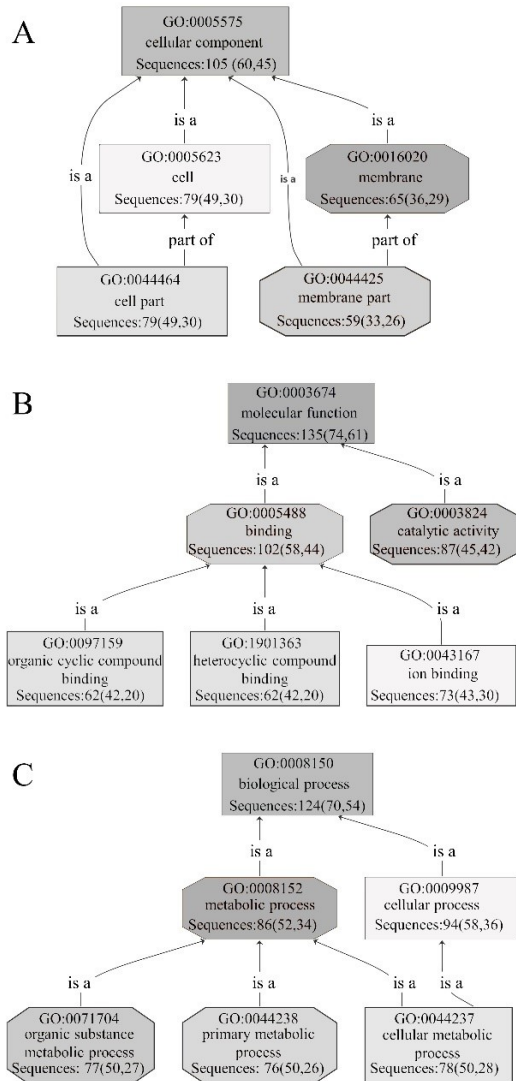 A
GO:0005575
cellular component
Sequences:105 (60,45)
is a
is a
is a
is a
GO:0005623
cell
Sequences:79(49,30)
GO:0016020
membrane
Sequences:65(36,29)
part of
part of
GO:0044464
cell part
Sequences:79(49,30)
GO:0044425
membrane part
Sequences:59(33,26)
B
GO:0003674
molecular function
Sequences:135(74,61)
is a
is a
GO:0005488
binding
Sequences:102(58,44)
GO:0003824
catalytic activity
Sequences:87(45,42)
is a
is a
is a
GO:0097159
organic cyclic compound
binding
Sequences:62(42,20)
GO:1901363
heterocyclic compound
binding
Sequences:62(42,20)
GO:0043167
ion binding
Sequences:73(43,30)
C
GO:0008150
biological process
Sequences:124(70,54)
is a
is a
GO:0008152
metabolic process
Sequences:86(52,34)
GO:0009987
cellular process
Sequences:94(58,36)
is a
is a
is a
is a
GO:0071704
organic substance
metabolic process
Sequences: 77(50,27)
GO:0044238
primary metabolic
process
Sequences: 76(50,26)
GO:0044237
cellular metabolic
process
Sequences:78(50,28)